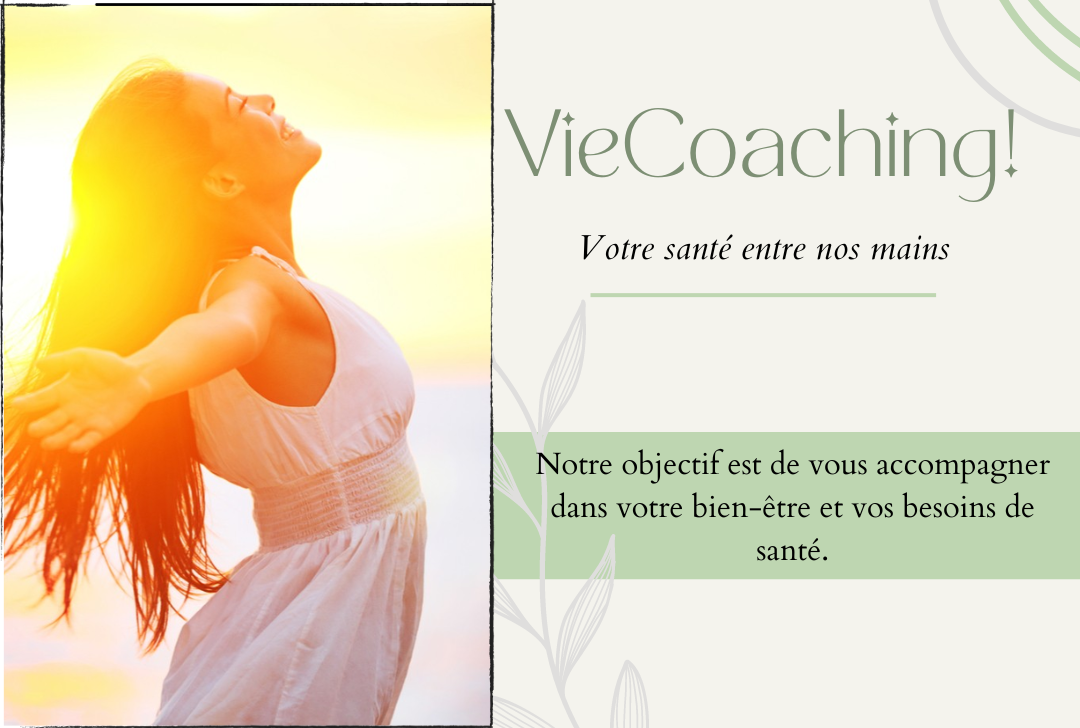 VieCoaching!
Votre santé entre nos mains
Notre objectif est de vous accompagner
dans votre bien-être et vos besoins de
santé.